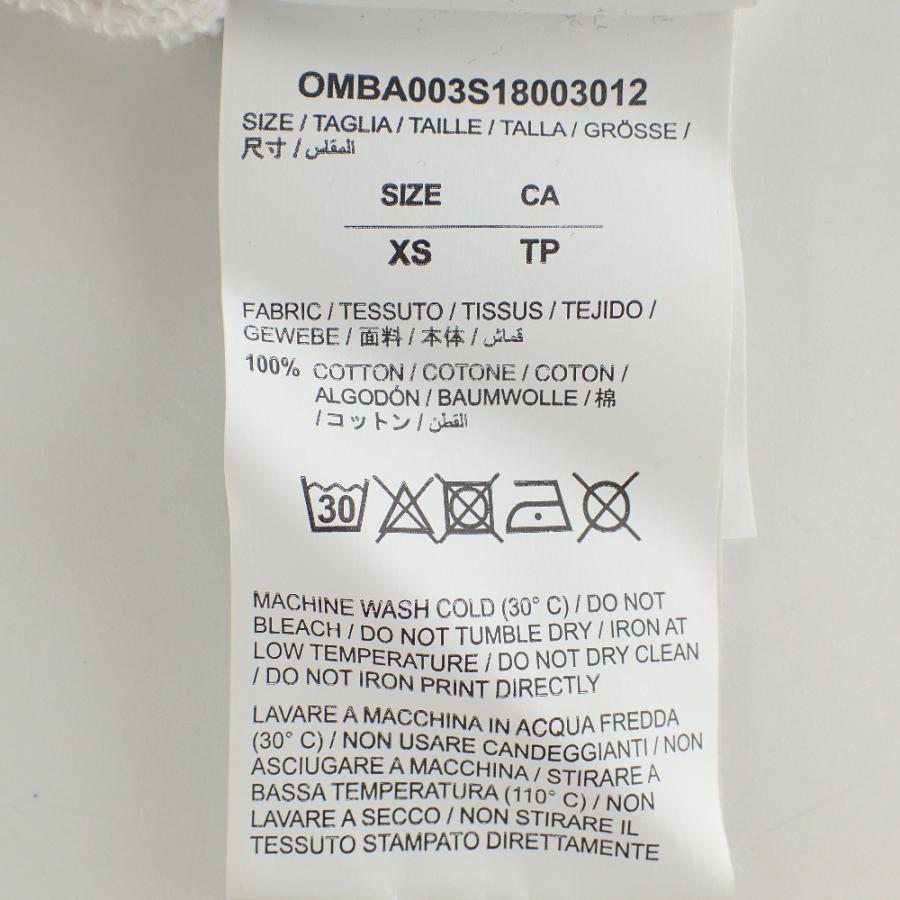 OMBA003S18003012
SIZE / TAGLIA / TAILLE / TALLA / GRÖSSE /
尺寸 / المقاس
SIZE CA
XS TP
FABRIC / TESSUTO / TISSUS / TEJIDO /
GEWEBE / 面料 / 本体 / قماش
100% COTTON / COTONE / COTON /
ALGODÓN / BAUMWOLLE / 棉
/ コットン / القطن
30
MACHINE WASH COLD (30° C) / DO NOT
BLEACH / DO NOT TUMBLE DRY / IRON AT
LOW TEMPERATURE / DO NOT DRY CLEAN
/ DO NOT IRON PRINT DIRECTLY
LAVARE A MACCHINA IN ACQUA FREDDA
(30° C) / NON USARE CANDEGGIANTI / NON
ASCIUGARE A MACCHINA / STIRARE A
BASSA TEMPERATURA (110° C) / NON
LAVARE A SECCO / NON STIRARE IL
TESSUTO STAMPATO DIRETTAMENTE